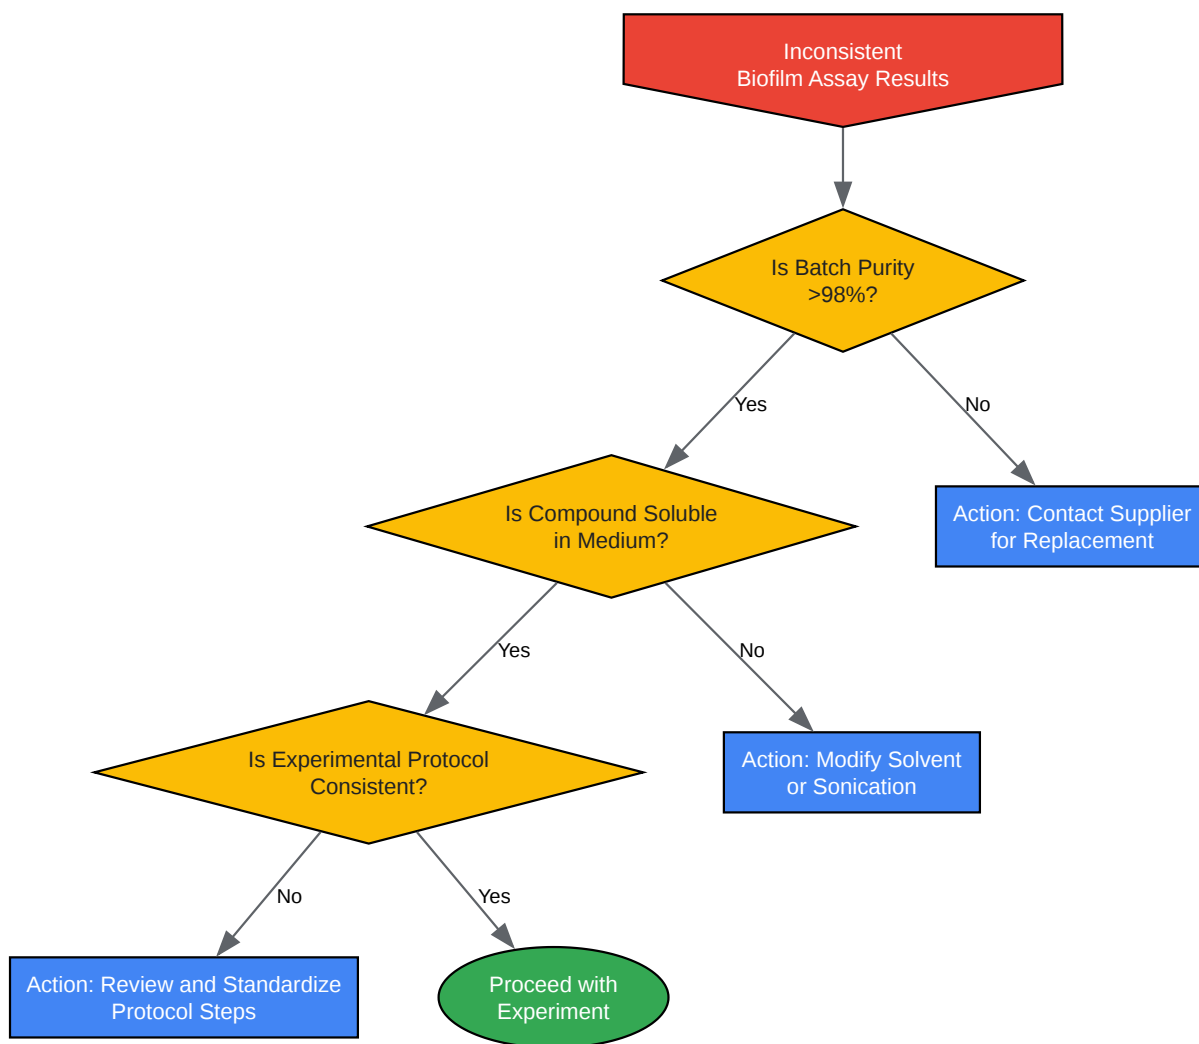 Inconsistent
Biofilm Assay Results
Is Batch Purity
>98%?
Yes
No
Is Compound Soluble
in Medium?
Action: Contact Supplier
for Replacement
Yes
No
Is Experimental Protocol
Consistent?
Action: Modify Solvent
or Sonication
No
Yes
Action: Review and Standardize
Protocol Steps
Proceed with
Experiment